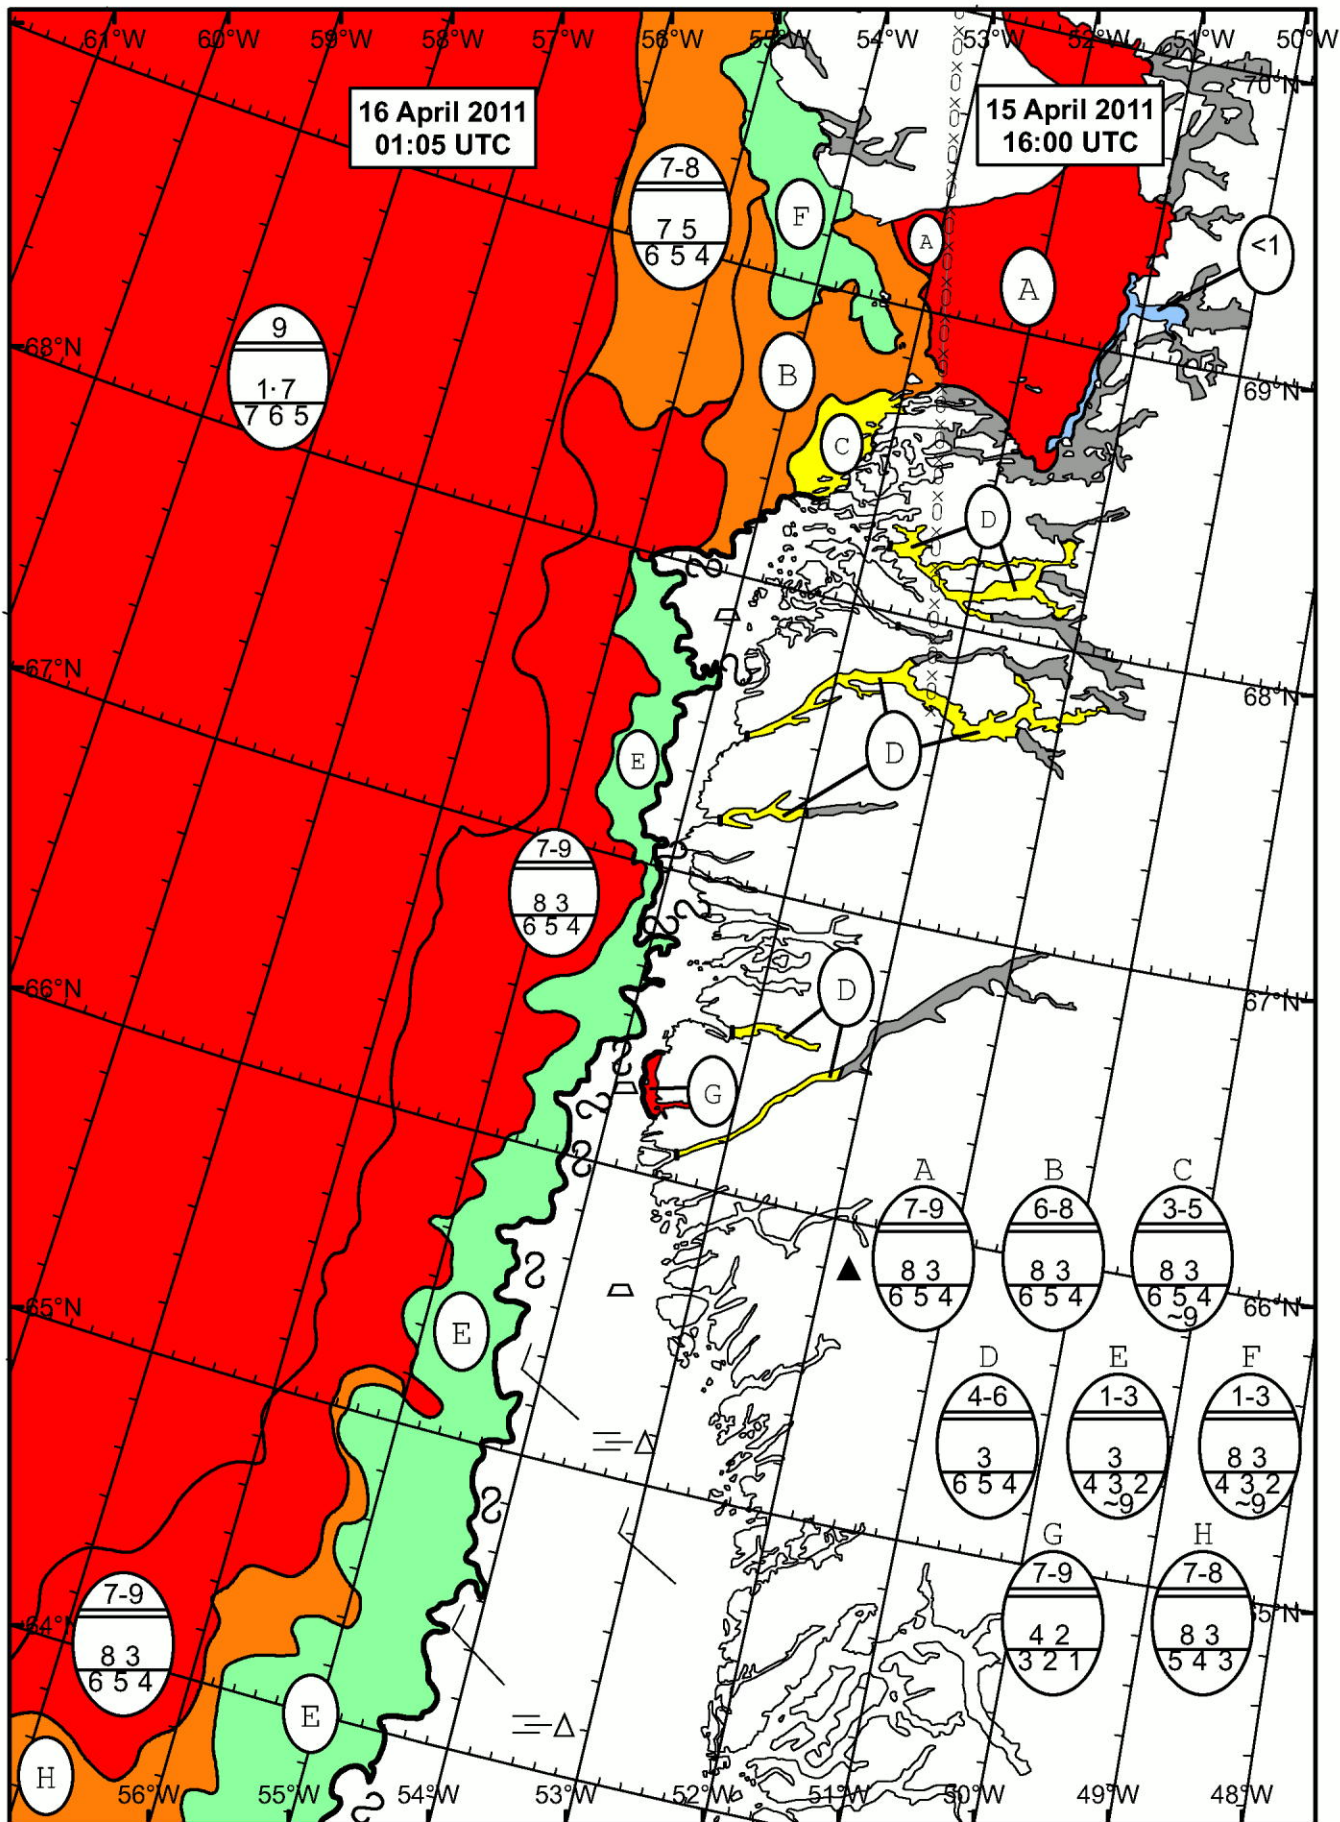 61°W 60°W 59°W 58°W 57°W 56°W 55°W 54°W 53°W 52°W 51°W 50°W
70°N
16 April 2011
01:05 UTC
15 April 2011
16:00 UTC
7-8
7 5
6 5 4
F
A
<1
A
9
1·7
7 6 5
68°N
B
69°N
C
D
67°N
68°N
E
D
7-9
8 3
6 5 4
66°N
D
67°N
G
A B C
7-9 6-8 3-5
8 3 8 3 8 3
6 5 4 6 5 4 6 5 4
~9
65°N
66°N
E
D E F
4-6 1-3 1-3
3 3 8 3
6 5 4 4 3 2 4 3 2
~9 ~9
G H
7-9 7-8
4 2 8 3
3 2 1 5 4 3
64°N
65°N
7-9
8 3
6 5 4
E
H
56°W 55°W 54°W 53°W 52°W 51°W 50°W 49°W 48°W